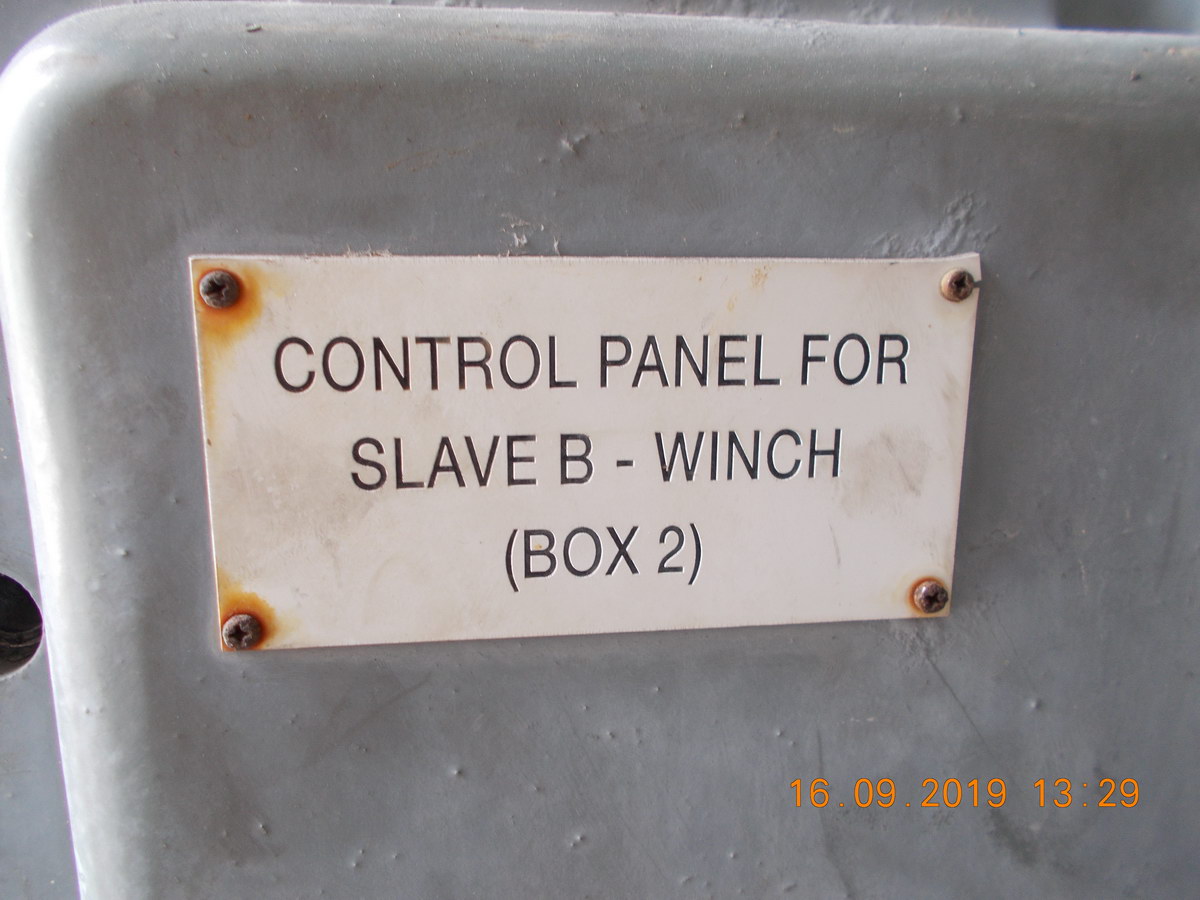 CONTROL PANEL FOR
SLAVE B - WINCH
(BOX 2)
16.09.2019 13:29